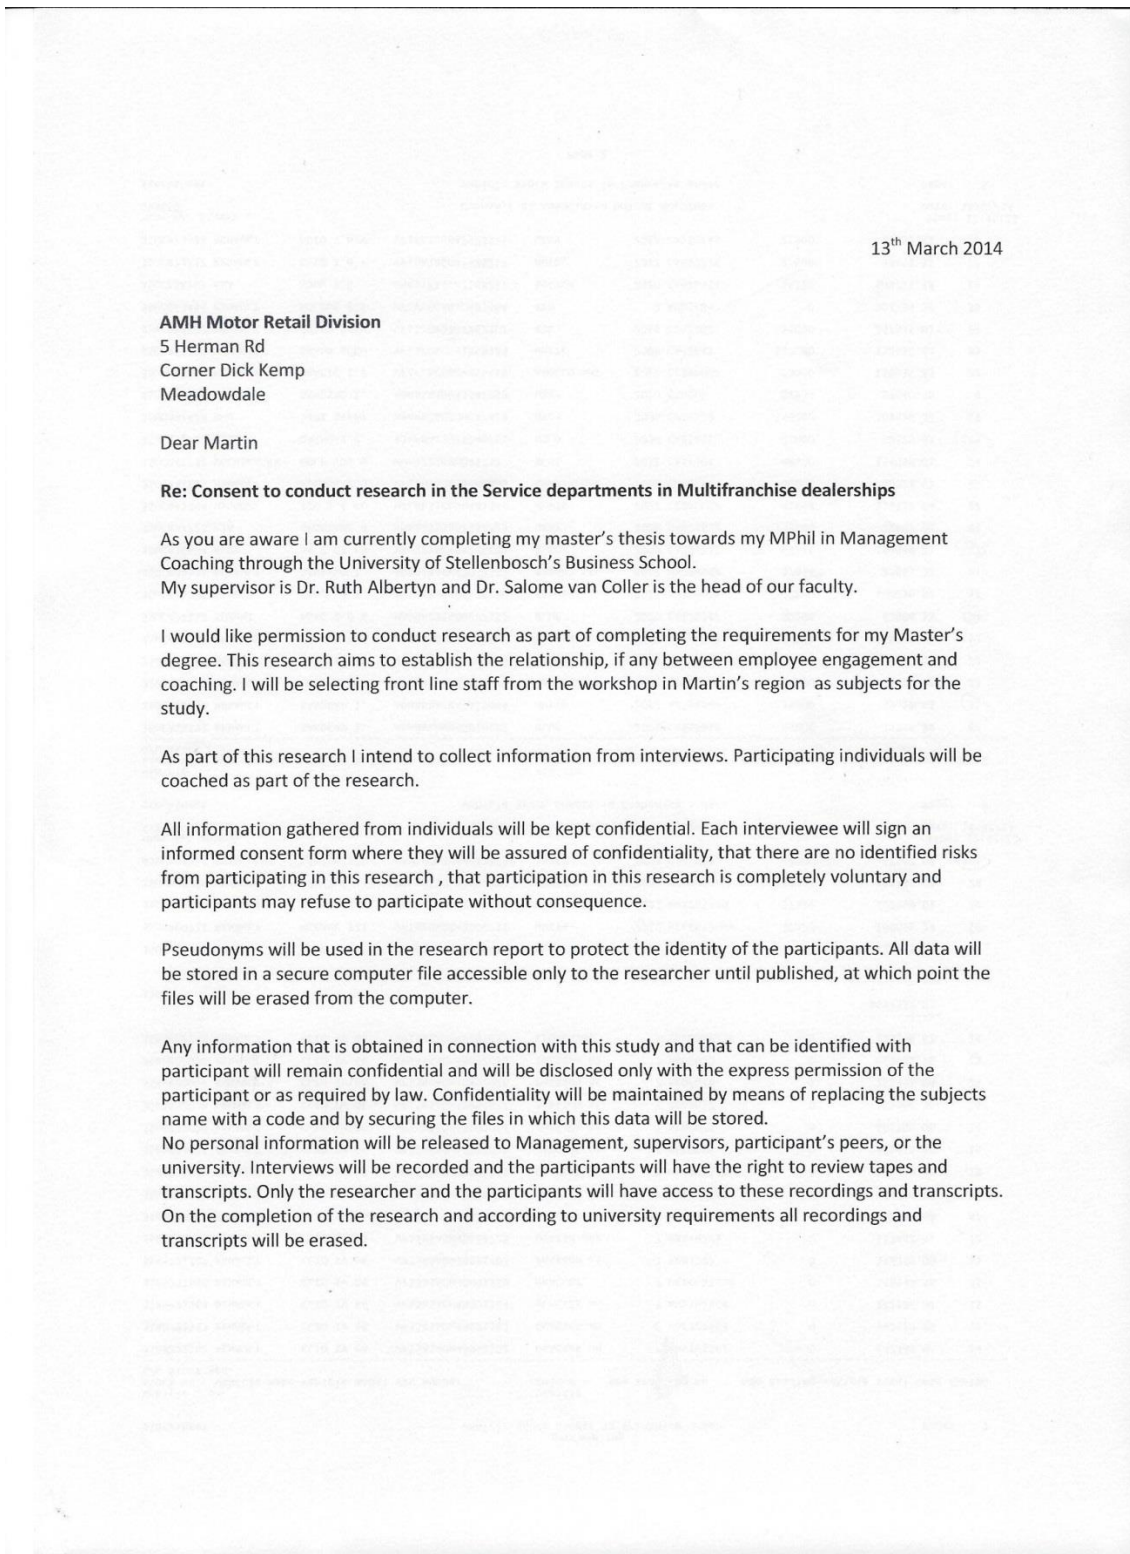 13th March 2014
AMH Motor Retail Division
5 Herman Rd
Corner Dick Kemp
Meadowdale
Dear Martin
Re: Consent to conduct research in the Service departments in Multifranchise dealerships
As you are aware I am currently completing my master's thesis towards my MPhil in Management
Coaching through the University of Stellenbosch's Business School.
My supervisor is Dr. Ruth Albertyn and Dr. Salome van Coller is the head of our faculty.
I would like permission to conduct research as part of completing the requirements for my Master's
degree. This research aims to establish the relationship, if any between employee engagement and
coaching. I will be selecting front line staff from the workshop in Martin's region as subjects for the
study.
As part of this research I intend to collect information from interviews. Participating individuals will be
coached as part of the research.
All information gathered from individuals will be kept confidential. Each interviewee will sign an
informed consent form where they will be assured of confidentiality, that there are no identified risks
from participating in this research , that participation in this research is completely voluntary and
participants may refuse to participate without consequence.
Pseudonyms will be used in the research report to protect the identity of the participants. All data will
be stored in a secure computer file accessible only to the researcher until published, at which point the
files will be erased from the computer.
Any information that is obtained in connection with this study and that can be identified with
participant will remain confidential and will be disclosed only with the express permission of the
participant or as required by law. Confidentiality will be maintained by means of replacing the subjects
name with a code and by securing the files in which this data will be stored.
No personal information will be released to Management, supervisors, participant's peers, or the
university. Interviews will be recorded and the participants will have the right to review tapes and
transcripts. Only the researcher and the participants will have access to these recordings and transcripts.
On the completion of the research and according to university requirements all recordings and
transcripts will be erased.